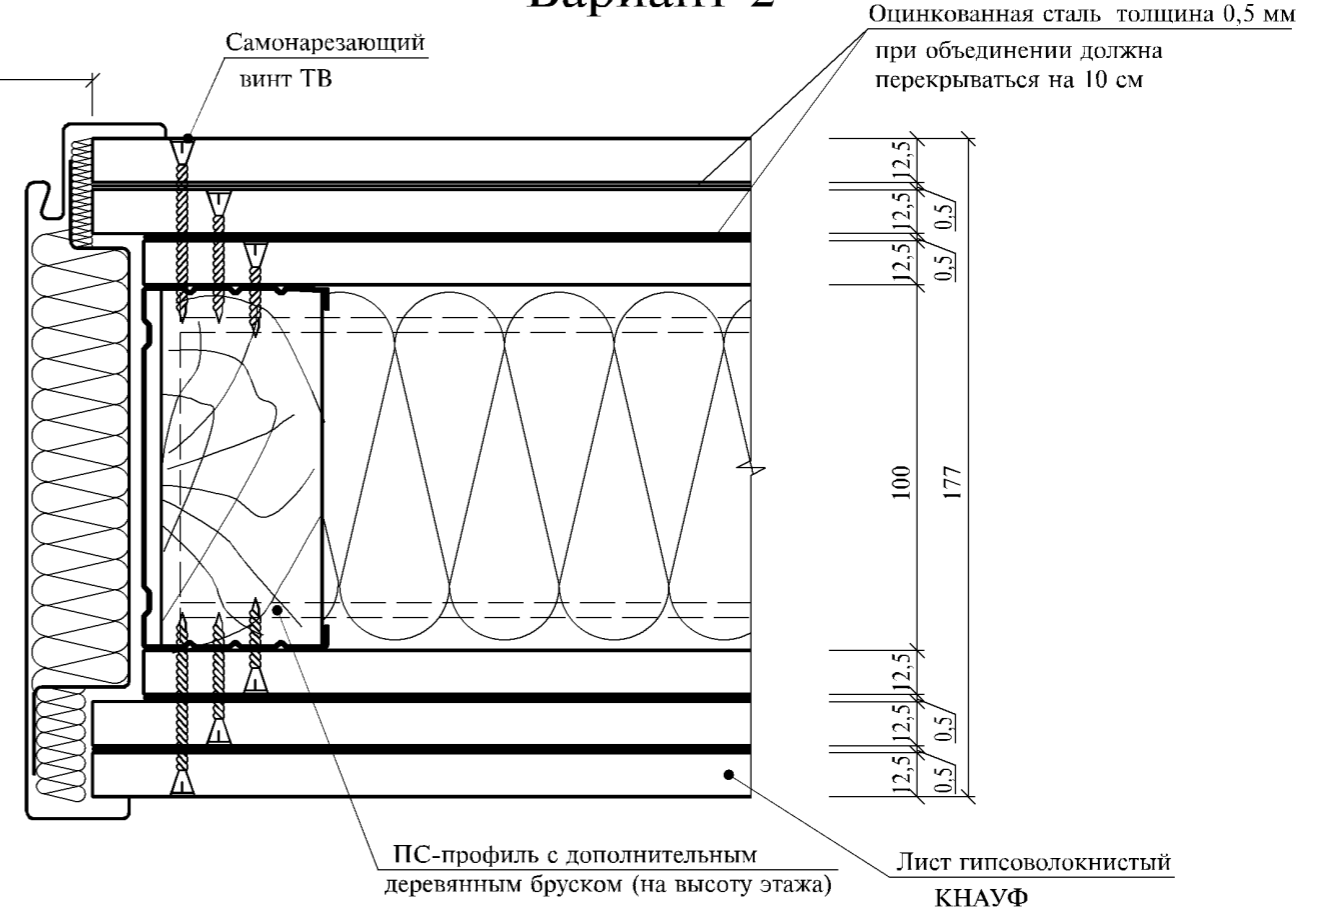 Вариант 2
Оцинкованная сталь толщина 0,5 мм
при объединении должна
перекрываться на 10 см
Самонарезающий
винт ТВ
12,5
12,5
0,5
12,5
0,5
100
177
12,5
12,5
0,5
12,5
0,5
ПС-профиль с дополнительным
деревянным бруском (на высоту этажа)
Лист гипсоволокнистый
КНАУФ